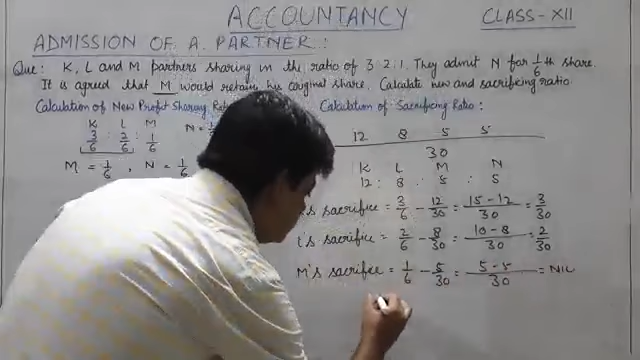 ACCOUNTANCY CLASS-XII
ADMISSION OF A PARTNER:
Que: K, L and M partners sharing in the ratio of 3:2:1. They admit N for 1/6 th share.
It is agreed that M would retain his original share. Calculate new and sacrificing ratio.
Calculation of New Profit Sharing
K L M
3/6 : 2/6 : 1/6
M = 1/6, N = 1/6
Calculation of Sacrificing Ratio:
12 8 5 5
30
K L M N
12 : 8 : 5 : 5
's sacrifice = 3/6 - 12/30 = 15-12/30 = 3/30
's sacrifice = 2/6 - 8/30 = 10-8/30 = 2/30
M's sacrifice = 1/6 - 5/30 = 5-5/30 = NIL